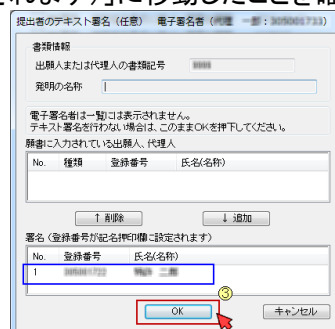 されます)」に移動したことを確
提出者のテキスト署名（任意） 電子署名者（
書類情報
出願人または代理人の書類記号
発明の名称
電子署名者は一覧には表示されません。
テキスト署名を行わない場合は、このままOKを押下してください。
願書に入力されている出願人、代理人
No. 種類 登録番号 氏名(名称)
↑ 削除 ↓ 追加
署名（登録番号が記名押印欄に設定されます）
No. 登録番号 氏名(名称)
1
③
OK キャンセル